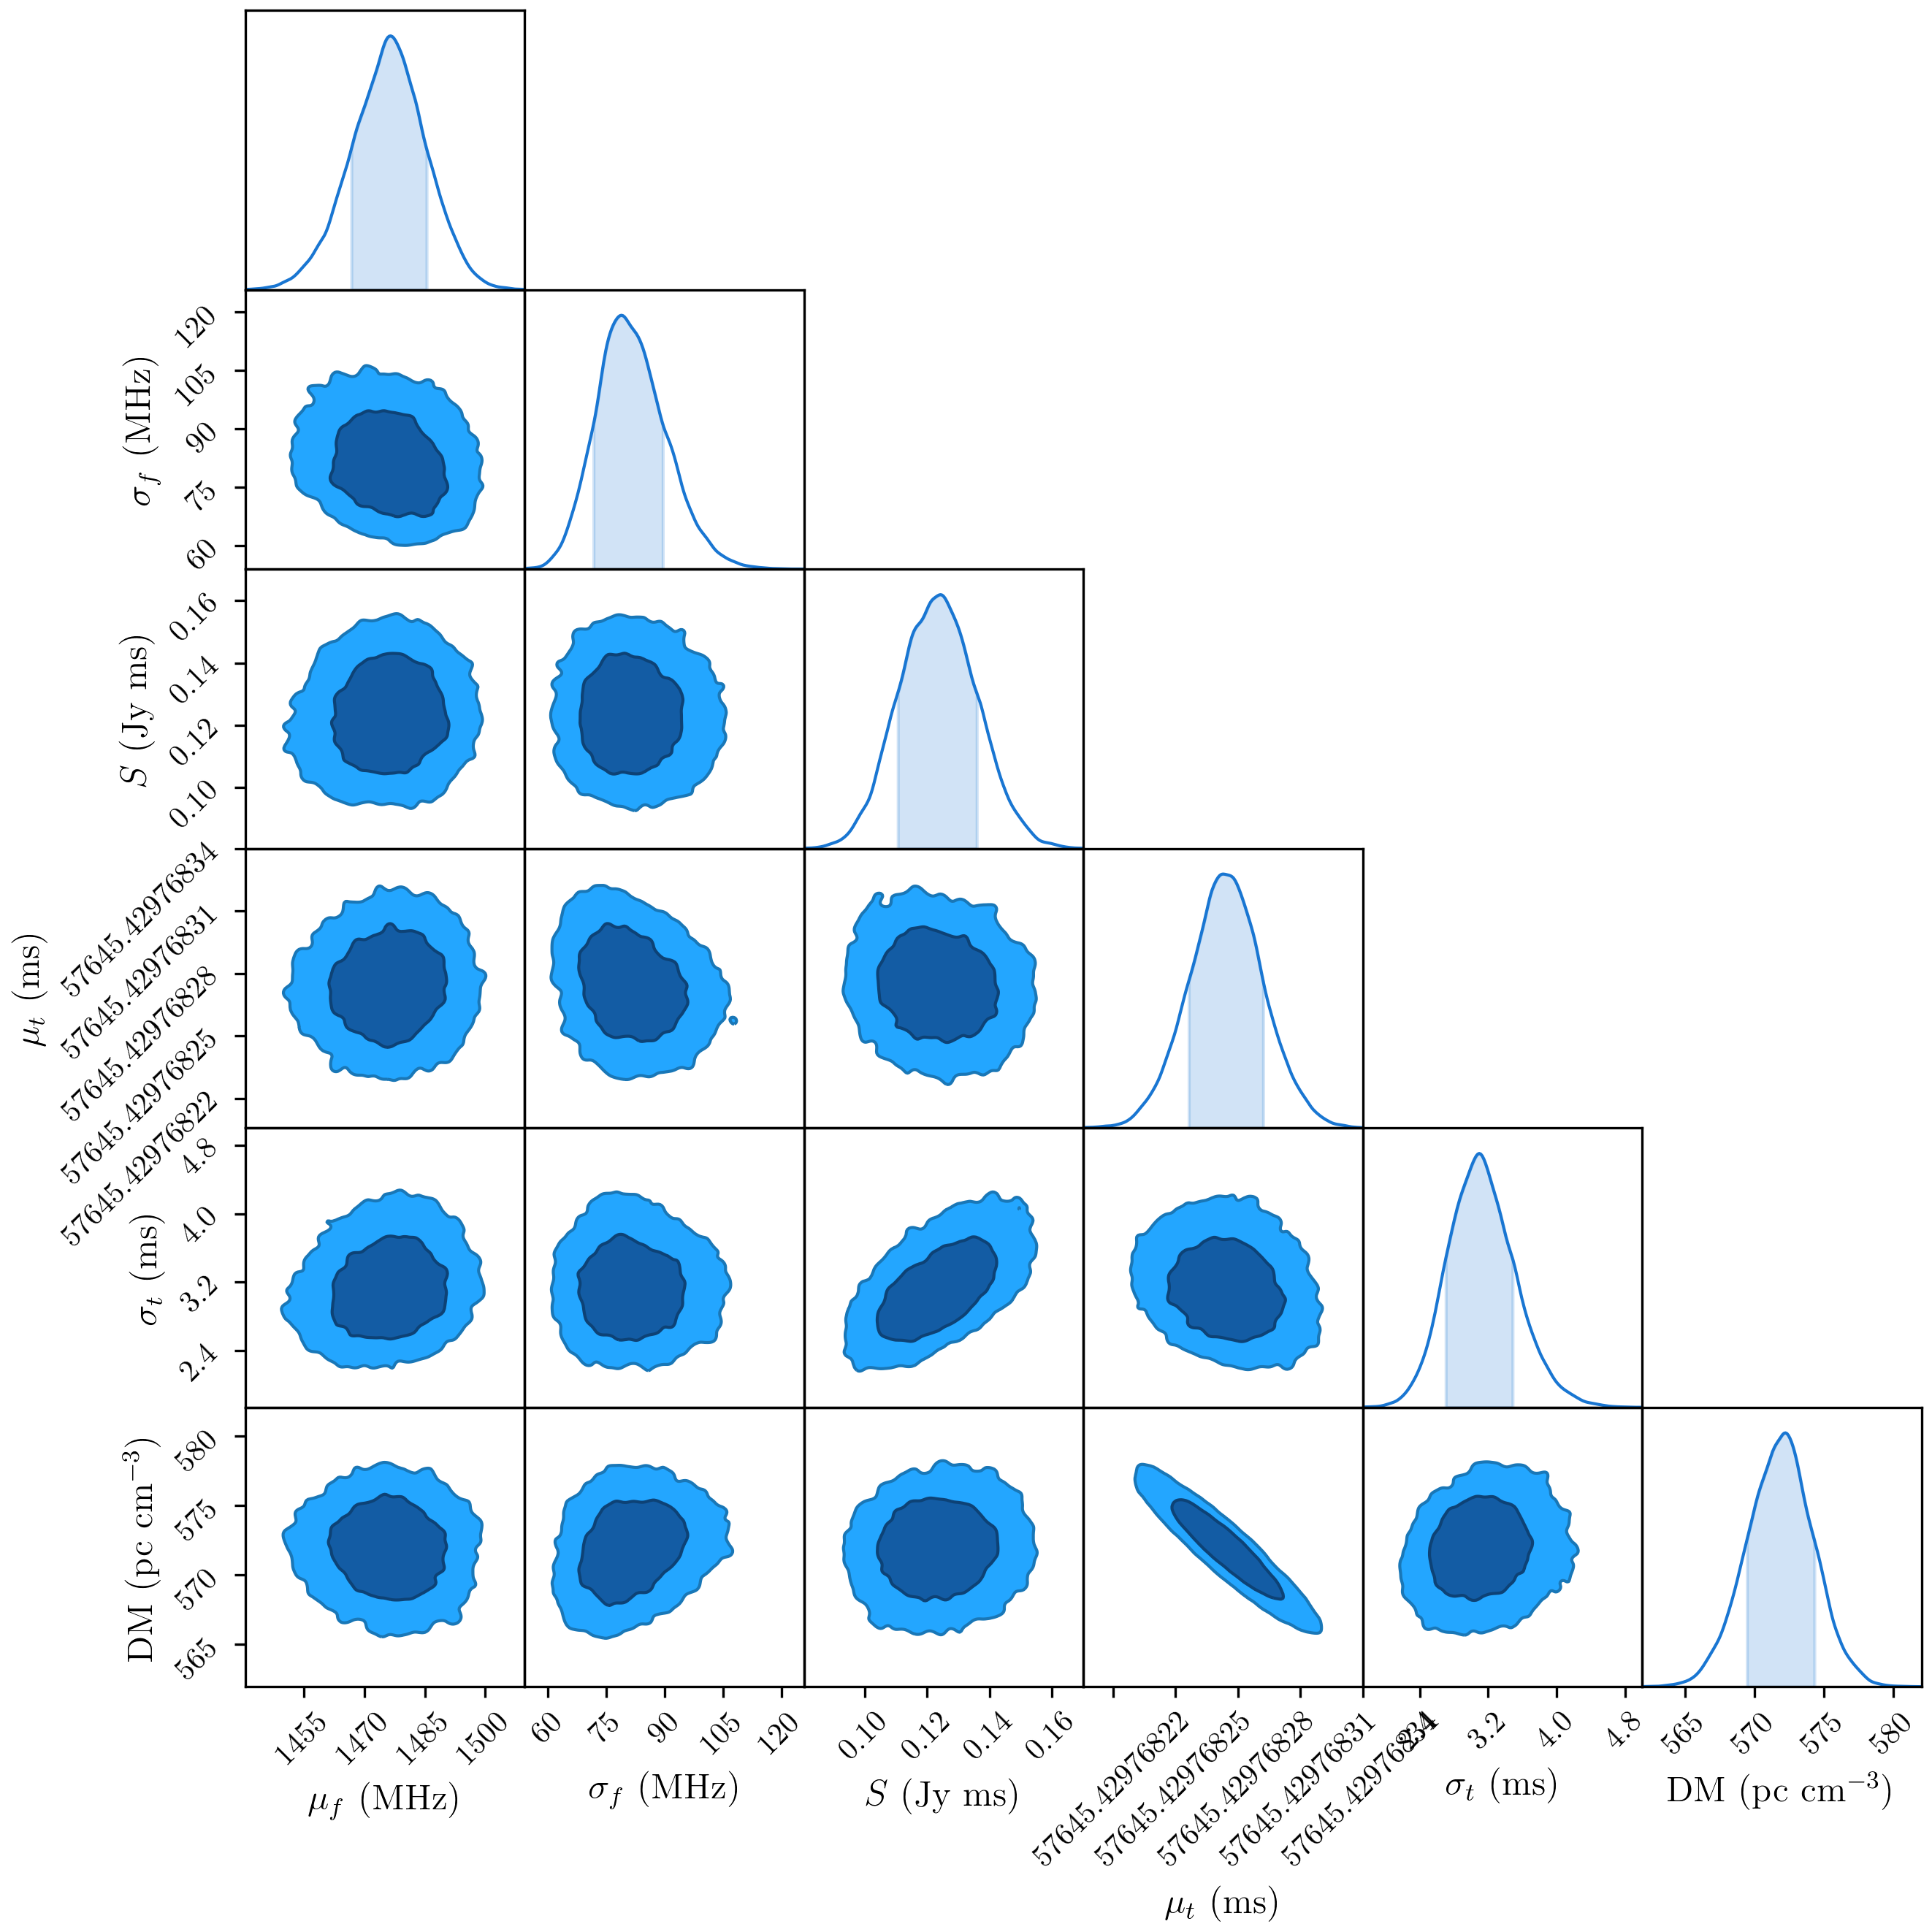 120
105
90
75
60
σf (MHz)
0.16
0.14
0.12
0.10
S (Jy ms)
57645.42976834
57645.42976831
57645.42976828
57645.42976825
57645.42976822
μt (ms)
4.8
4.0
3.2
2.4
σt (ms)
580
575
570
565
DM (pc cm−3)
1455 1470 1485 1500
μf (MHz)
60 75 90 105 120
σf (MHz)
0.10 0.12 0.14 0.16
S (Jy ms)
57645.42976822 57645.42976825 57645.42976828 57645.42976831 57645.42976834
μt (ms)
2.4 3.2 4.0 4.8
σt (ms)
565 570 575 580
DM (pc cm−3)